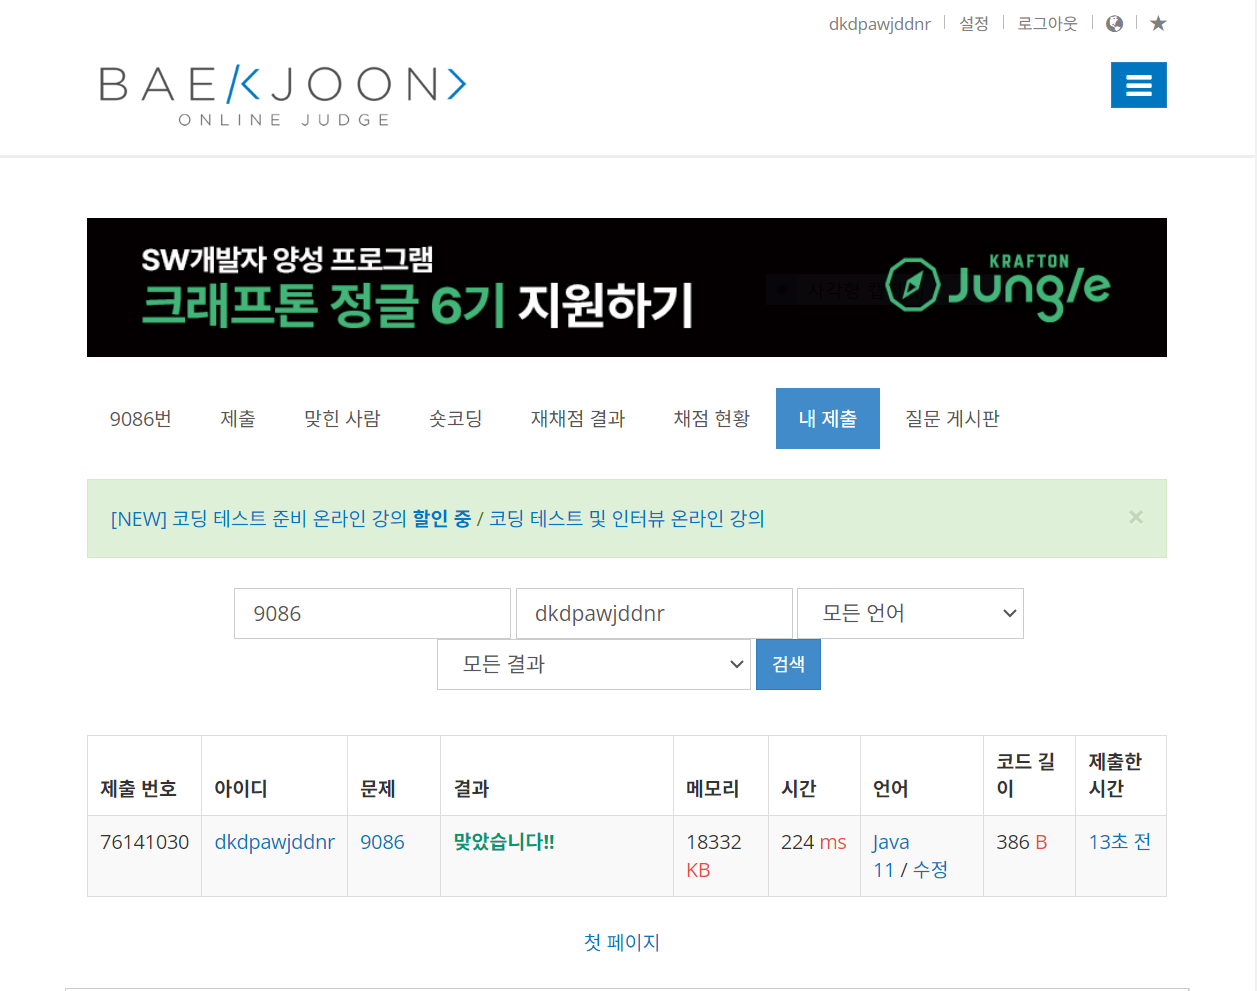 dkdpawjddnr 설정 로그아웃
BAEKJOON
ONLINE JUDGE
SW개발자 양성 프로그램
크래프톤 정글 6기 지원하기
KRAFTON
Jungle
9086번 제출 맞힌 사람 숏코딩 재채점 결과 채점 현황 내 제출 질문 게시판
[NEW] 코딩 테스트 준비 온라인 강의 할인 중 / 코딩 테스트 및 인터뷰 온라인 강의 ×
9086 dkdpawjddnr 모든 언어
모든 결과 검색
제출 번호 아이디 문제 결과 메모리 시간 언어 코드 길이 제출한 시간
76141030 dkdpawjddnr 9086 맞았습니다!! 18332 KB 224 ms Java 11 / 수정 386 B 13초 전
첫 페이지